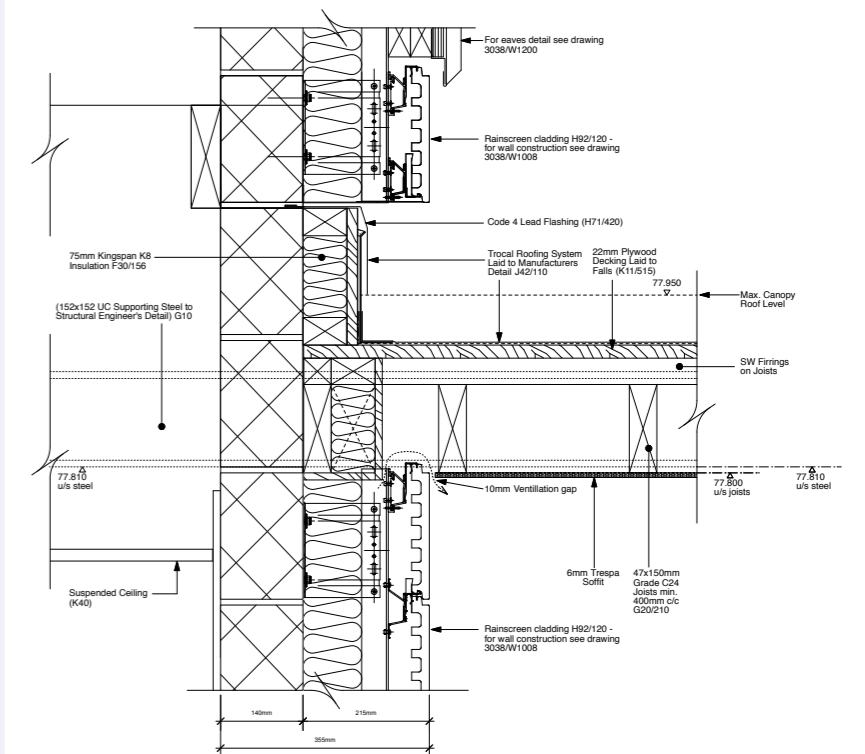 For eaves detail see drawing
3038/W1200
Rainscreen cladding H92/120 -
for wall construction see drawing
3038/W1008
Code 4 Lead Flashing (H71/420)
75mm Kingspan K8
Insulation F30/156
Trocal Roofing System
Laid to Manufacturers
Detail J42/110
22mm Plywood
Decking Laid to
Falls (K11/515)
77.950
Max. Canopy
Roof Level
(152x152 UC Supporting Steel to
Structural Engineer's Detail) G10
SW Firrings
on Joists
77.810
u/s steel
10mm Ventillation gap
77.800
u/s joists
77.810
u/s steel
Suspended Ceiling
(K40)
6mm Trespa
Soffit
47x150mm
Grade C24
Joists min.
400mm c/c
G20/210
Rainscreen cladding H92/120 -
for wall construction see drawing
3038/W1008
140mm
215mm
355mm